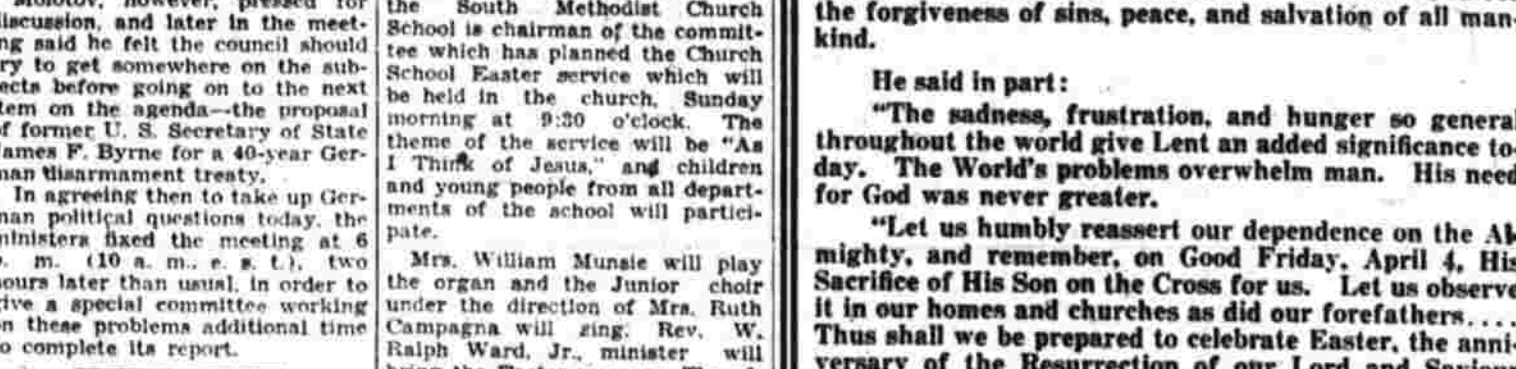 Molotov, however, pressed for
discussion, and later in the meet-
ng said he felt the council should
ry to get somewhere on the sub-
ects before going on to the next
tem on the agenda—the proposal
f former U. S. Secretary of State
ames F. Byrne for a 40-year Ger-
man disarmament treaty.
In agreeing then to take up Ger-
man political questions today, the
ministers fixed the meeting at 6
p. m. (10 a. m., e. s. t.), two
hours later than usual, in order to
give a special committee working
on these problems additional time
to complete its report.
the South Methodist Church
School is chairman of the commit-
tee which has planned the Church
School Easter service which will
be held in the church, Sunday
morning at 9:30 o'clock. The
theme of the service will be "As
I Think of Jesus," and children
and young people from all depart-
ments of the school will partici-
pate.
Mrs. William Munsie will play
the organ and the Junior choir
under the direction of Mrs. Ruth
Campagna will sing. Rev. W.
Ralph Ward, Jr., minister will
the forgiveness of sins, peace, and salvation of all man-
kind.
He said in part:
"The sadness, frustration, and hunger so general
throughout the world give Lent an added significance to-
day. The World's problems overwhelm man. His need
for God was never greater.
"Let us humbly reassert our dependence on the Al-
mighty, and remember, on Good Friday, April 4, His
Sacrifice of His Son on the Cross for us. Let us observe
it in our homes and churches as did our forefathers....
Thus shall we be prepared to celebrate Easter, the anni-
versary of the Resurrection of our Lord and Saviour